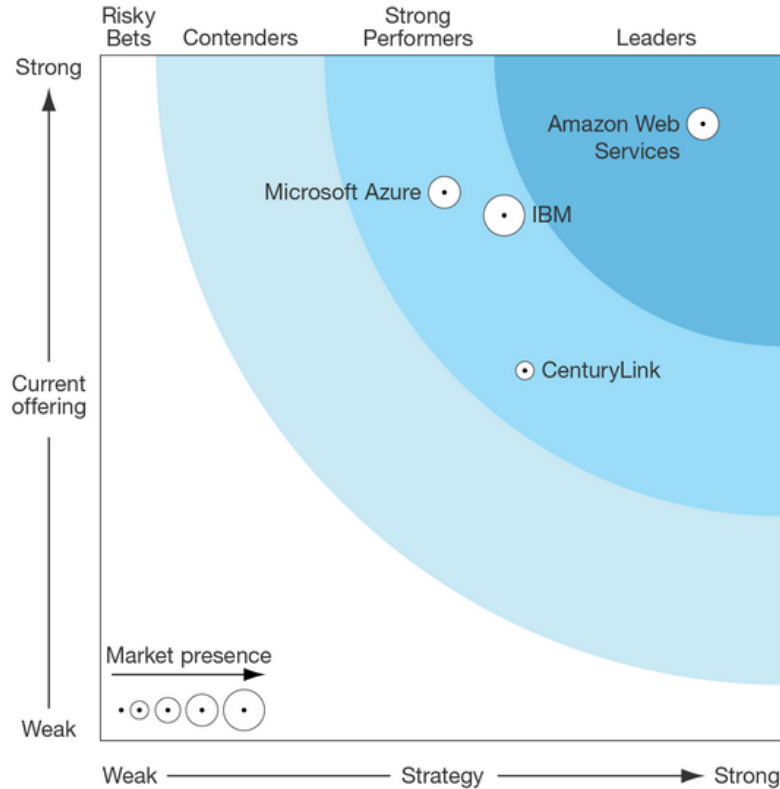 Risky
Bets
Contenders
Strong
Performers
Leaders
Strong
Amazon Web
Services
Microsoft Azure
IBM
Current
offering
CenturyLink
Market presence
Weak
Weak
Strategy
Strong